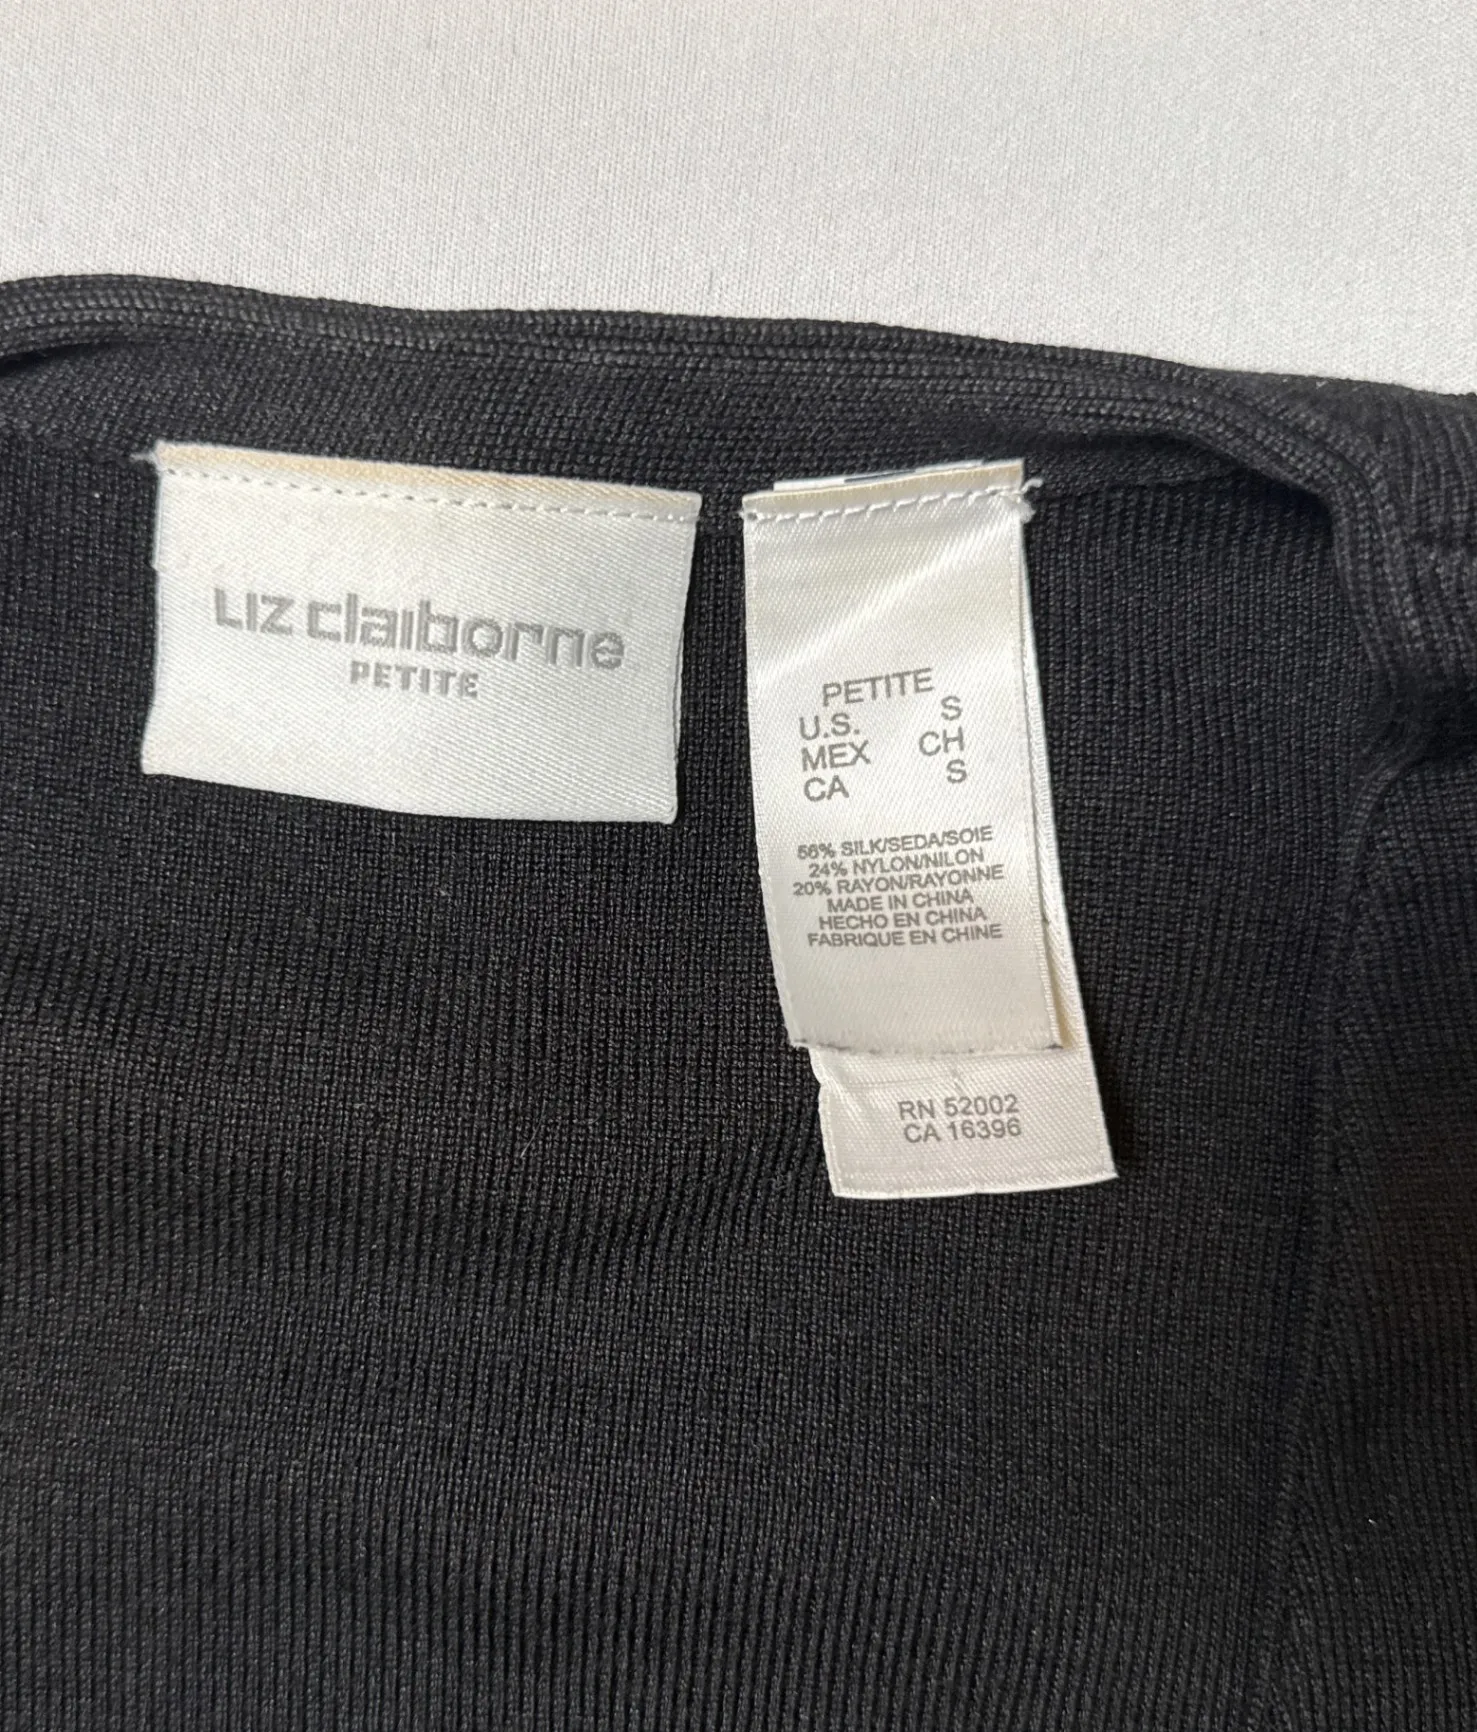 Liz claiborne
PETITE
PETITE
U.S. S
MEX CH
CA S
56% SILK/SEDA/SOIE
24% NYLON/NILON
20% RAYON/RAYONNE
MADE IN CHINA
HECHO EN CHINA
FABRIQUE EN CHINE
RN 52002
CA 16396